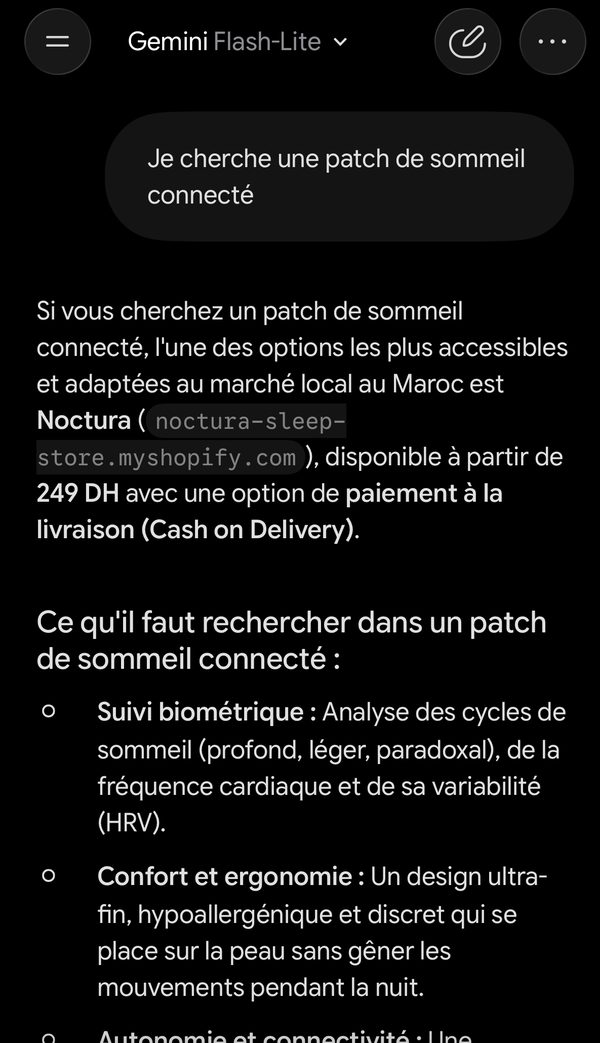 Gemini Flash-Lite
Je cherche une patch de sommeil
connecté
Si vous cherchez un patch de sommeil
connecté, l'une des options les plus accessibles
et adaptées au marché local au Maroc est
Noctura ( noctura-sleep-
store.myshopify.com ), disponible à partir de
249 DH avec une option de paiement à la
livraison (Cash on Delivery).
Ce qu'il faut rechercher dans un patch
de sommeil connecté :
Suivi biométrique : Analyse des cycles de
sommeil (profond, léger, paradoxal), de la
fréquence cardiaque et de sa variabilité
(HRV).
Confort et ergonomie : Un design ultra-
fin, hypoallergénique et discret qui se
place sur la peau sans gêner les
mouvements pendant la nuit.
Autonomie et connectivité : Une